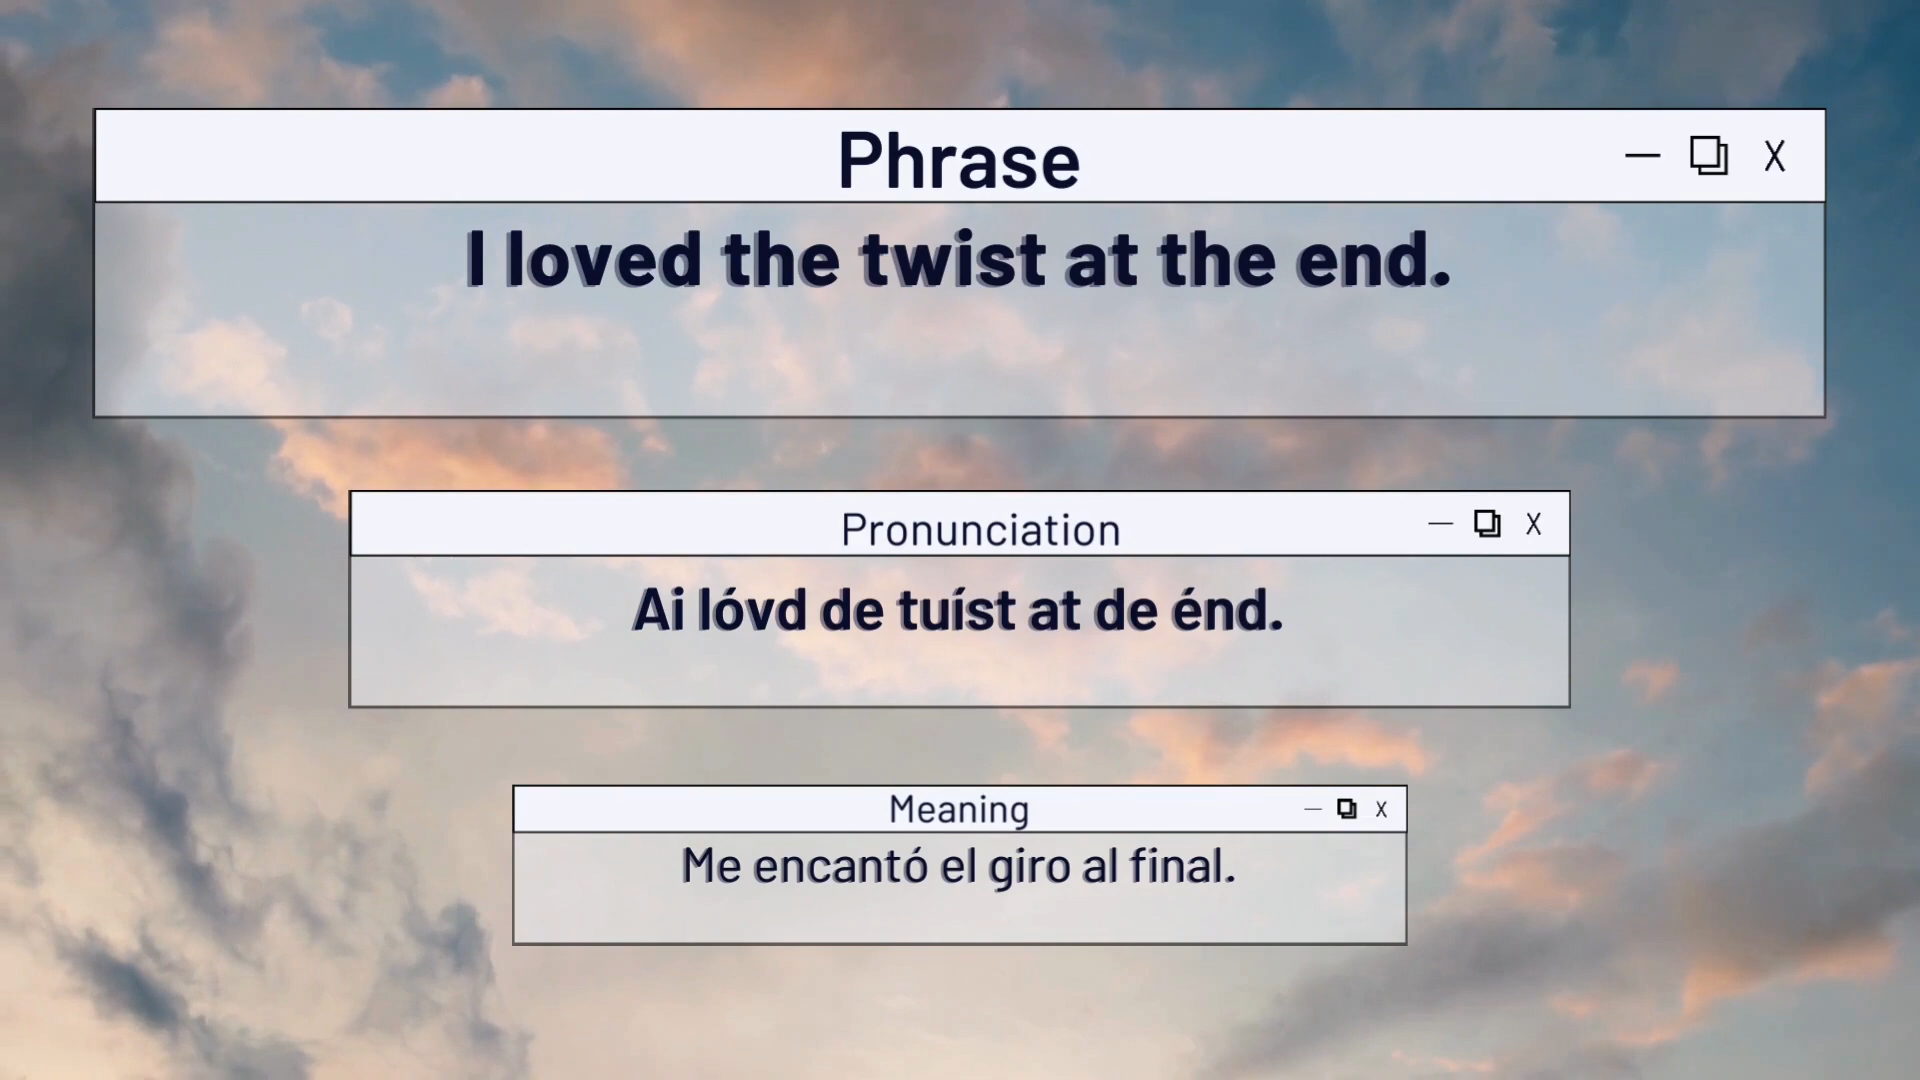 Phrase
I loved the twist at the end.
Pronunciation
Ai lóvd de tuíst at de énd.
Meaning
Me encantó el giro al final.